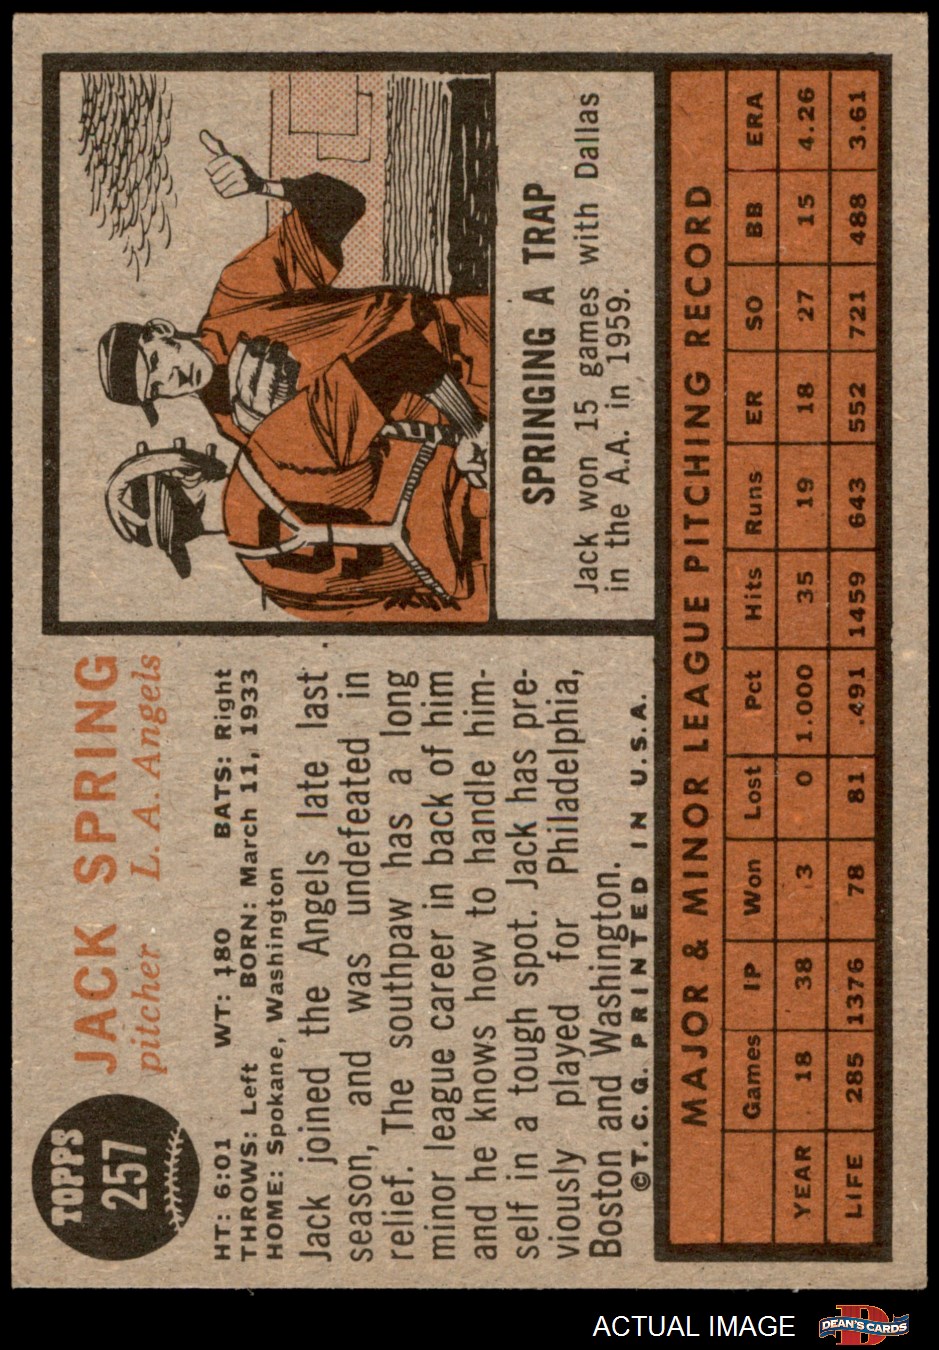 TOPPS
257
JACK SPRING
pitcher L. A. Angels
HT: 6:01 WT: 180 BATS: Right
THROWS: Left BORN: March 11, 1933
HOME: Spokane, Washington
Jack joined the Angels late last
season, and was undefeated in
relief. The southpaw has a long
minor league career in back of him
and he knows how to handle him-
self in a tough spot. Jack has pre-
viously played for Philadelphia,
Boston and Washington.
©T. C. G. PRINTED IN U.S.A.
SPRINGING A TRAP
Jack won 15 games with Dallas
in the A.A. in 1959.
MAJOR & MINOR LEAGUE PITCHING RECORD
Games IP Won Lost Pct Hits Runs ER SO BB ERA
YEAR 18 38 3 0 1.000 35 19 18 27 15 4.26
LIFE 285 1376 78 81 .491 1459 643 552 721 488 3.61
ACTUAL IMAGE
D
DEAN'S CARDS